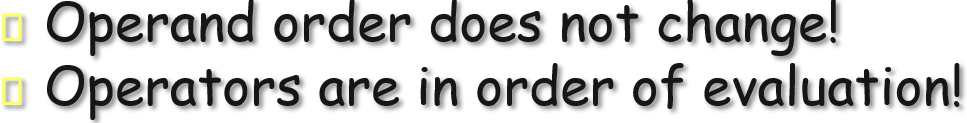 Operand order does not change!
Operators are in order of evaluation!